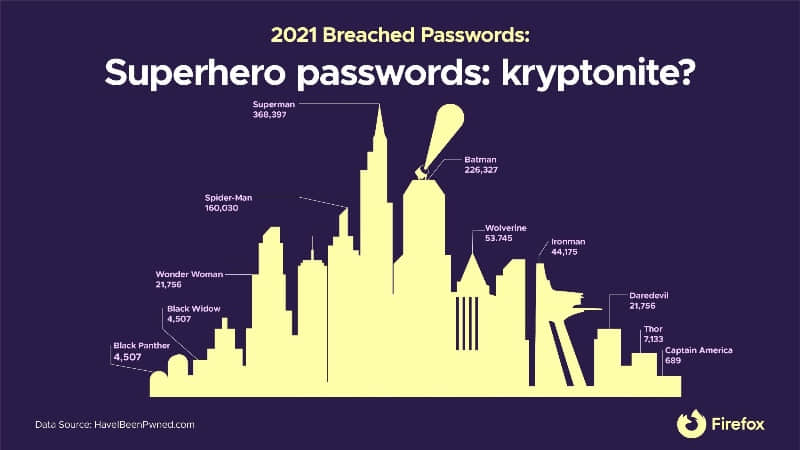 2021 Breached Passwords:
Superhero passwords: kryptonite?
Superman
368,397
Batman
226,327
Spider-Man
160,030
Wolverine
53.745
Ironman
44,175
Wonder Woman
21,756
Daredevil
21,756
Black Widow
4,507
Thor
7,133
Black Panther
4,507
Captain America
689
Data Source: HaveIBeenPwned.com
Firefox